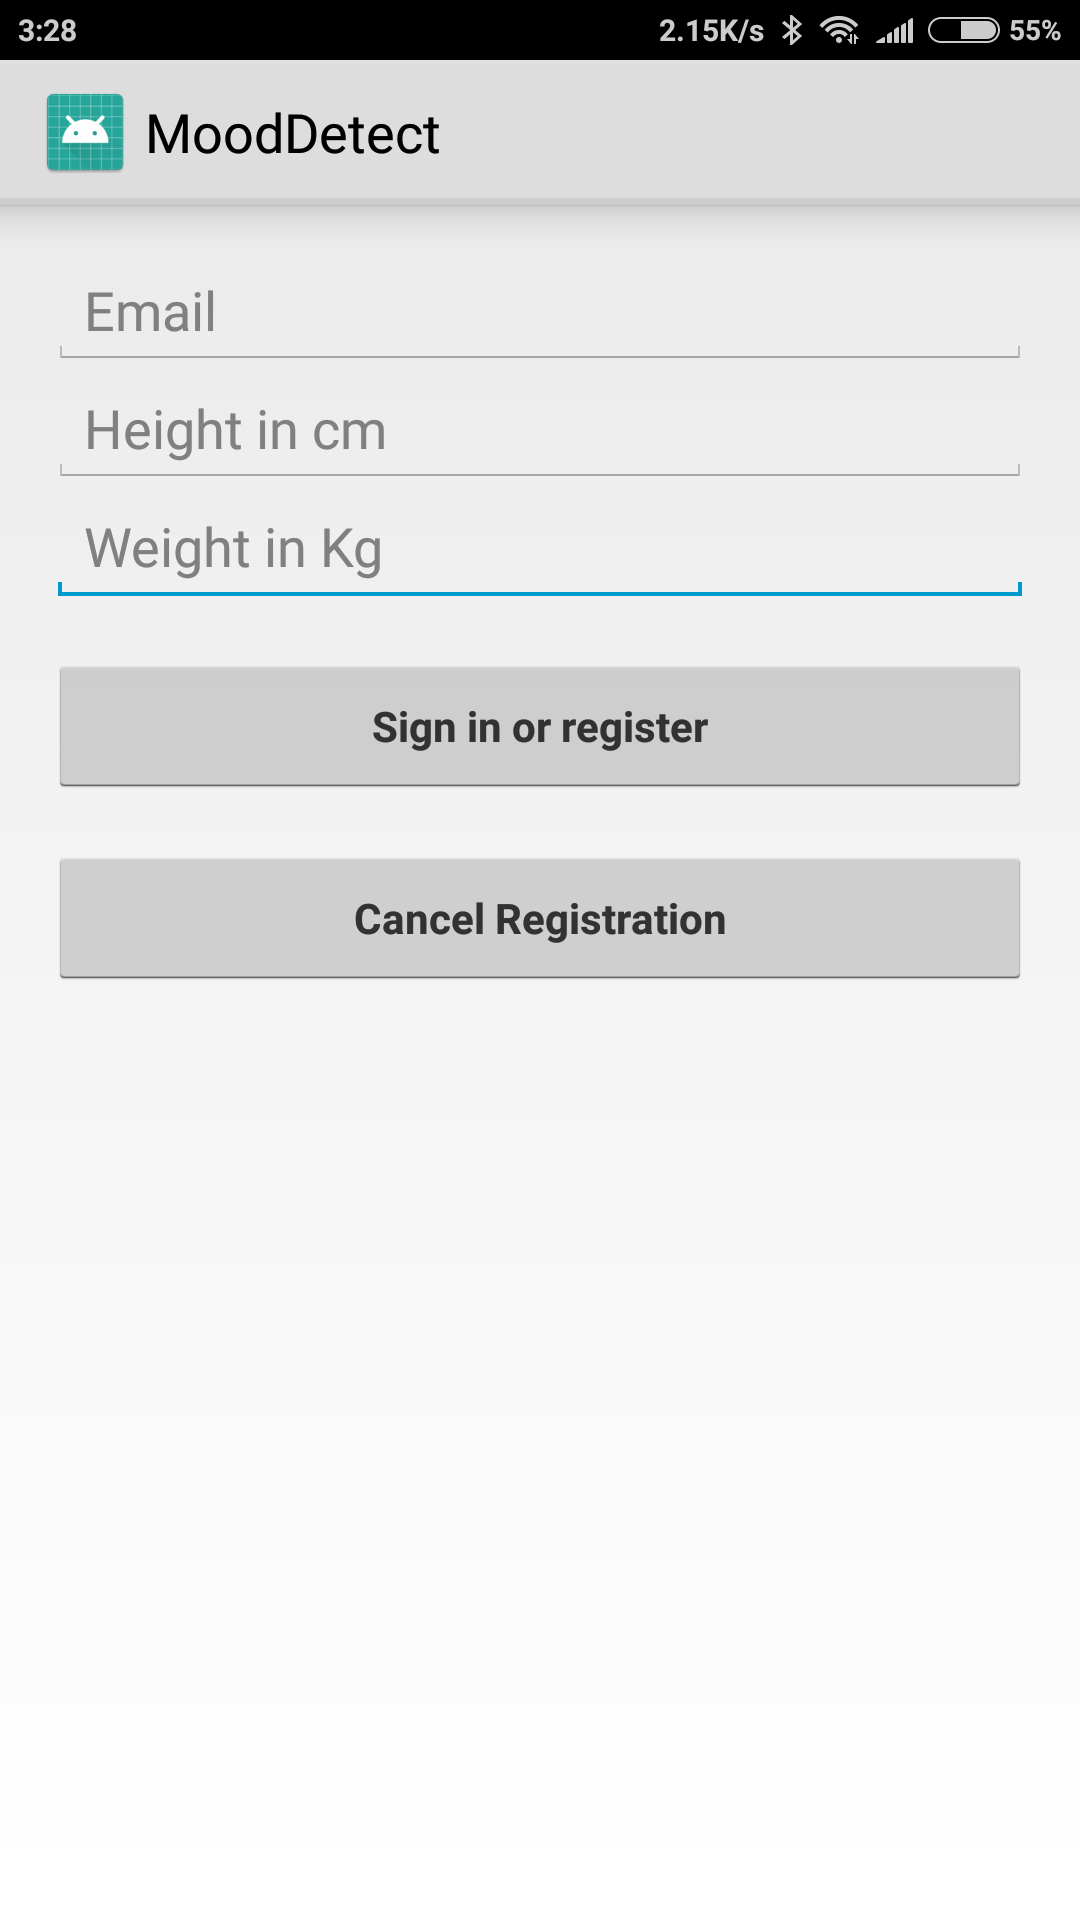 3:28 2.15K/s 55%
MoodDetect
Email
Height in cm
Weight in Kg
Sign in or register
Cancel Registration